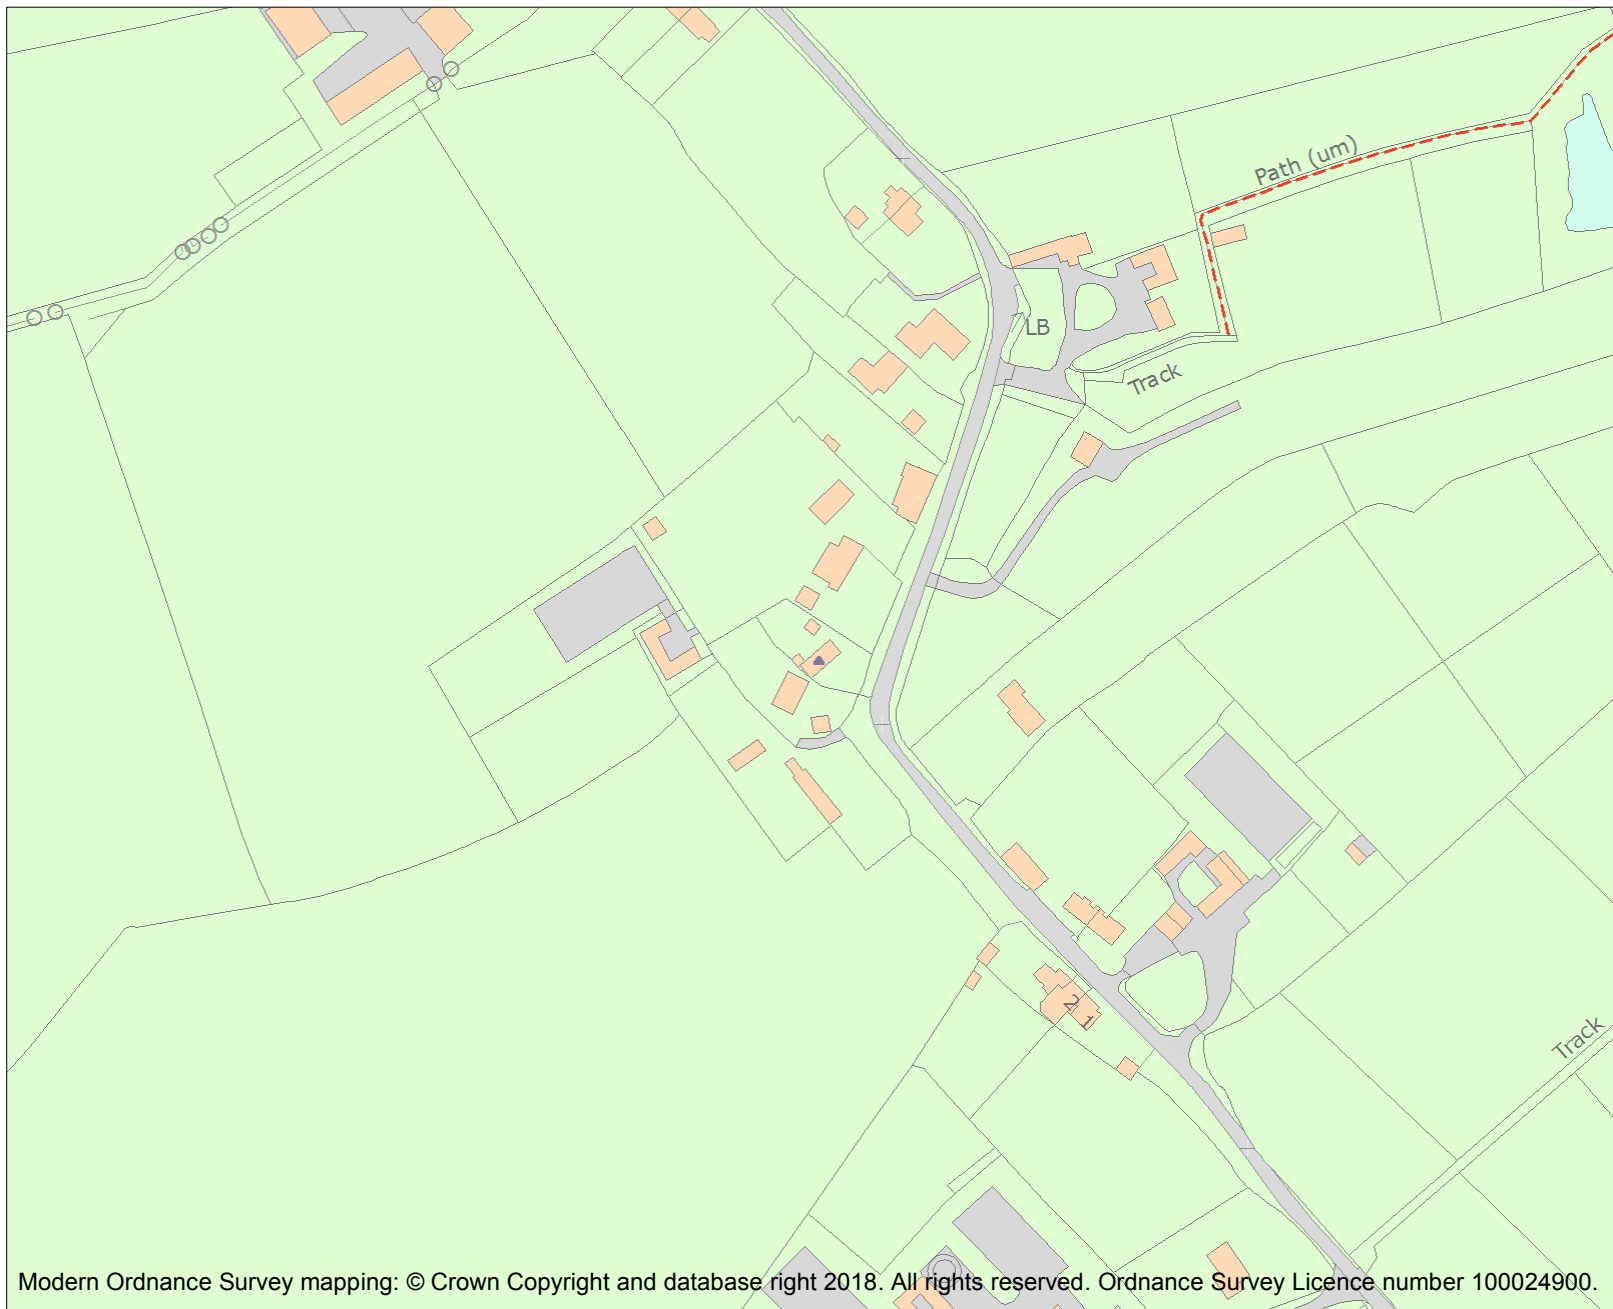 Path (um)
LB
Track
2
1
Track
Modern Ordnance Survey mapping: © Crown Copyright and database right 2018. All rights reserved. Ordnance Survey Licence number 100024900.